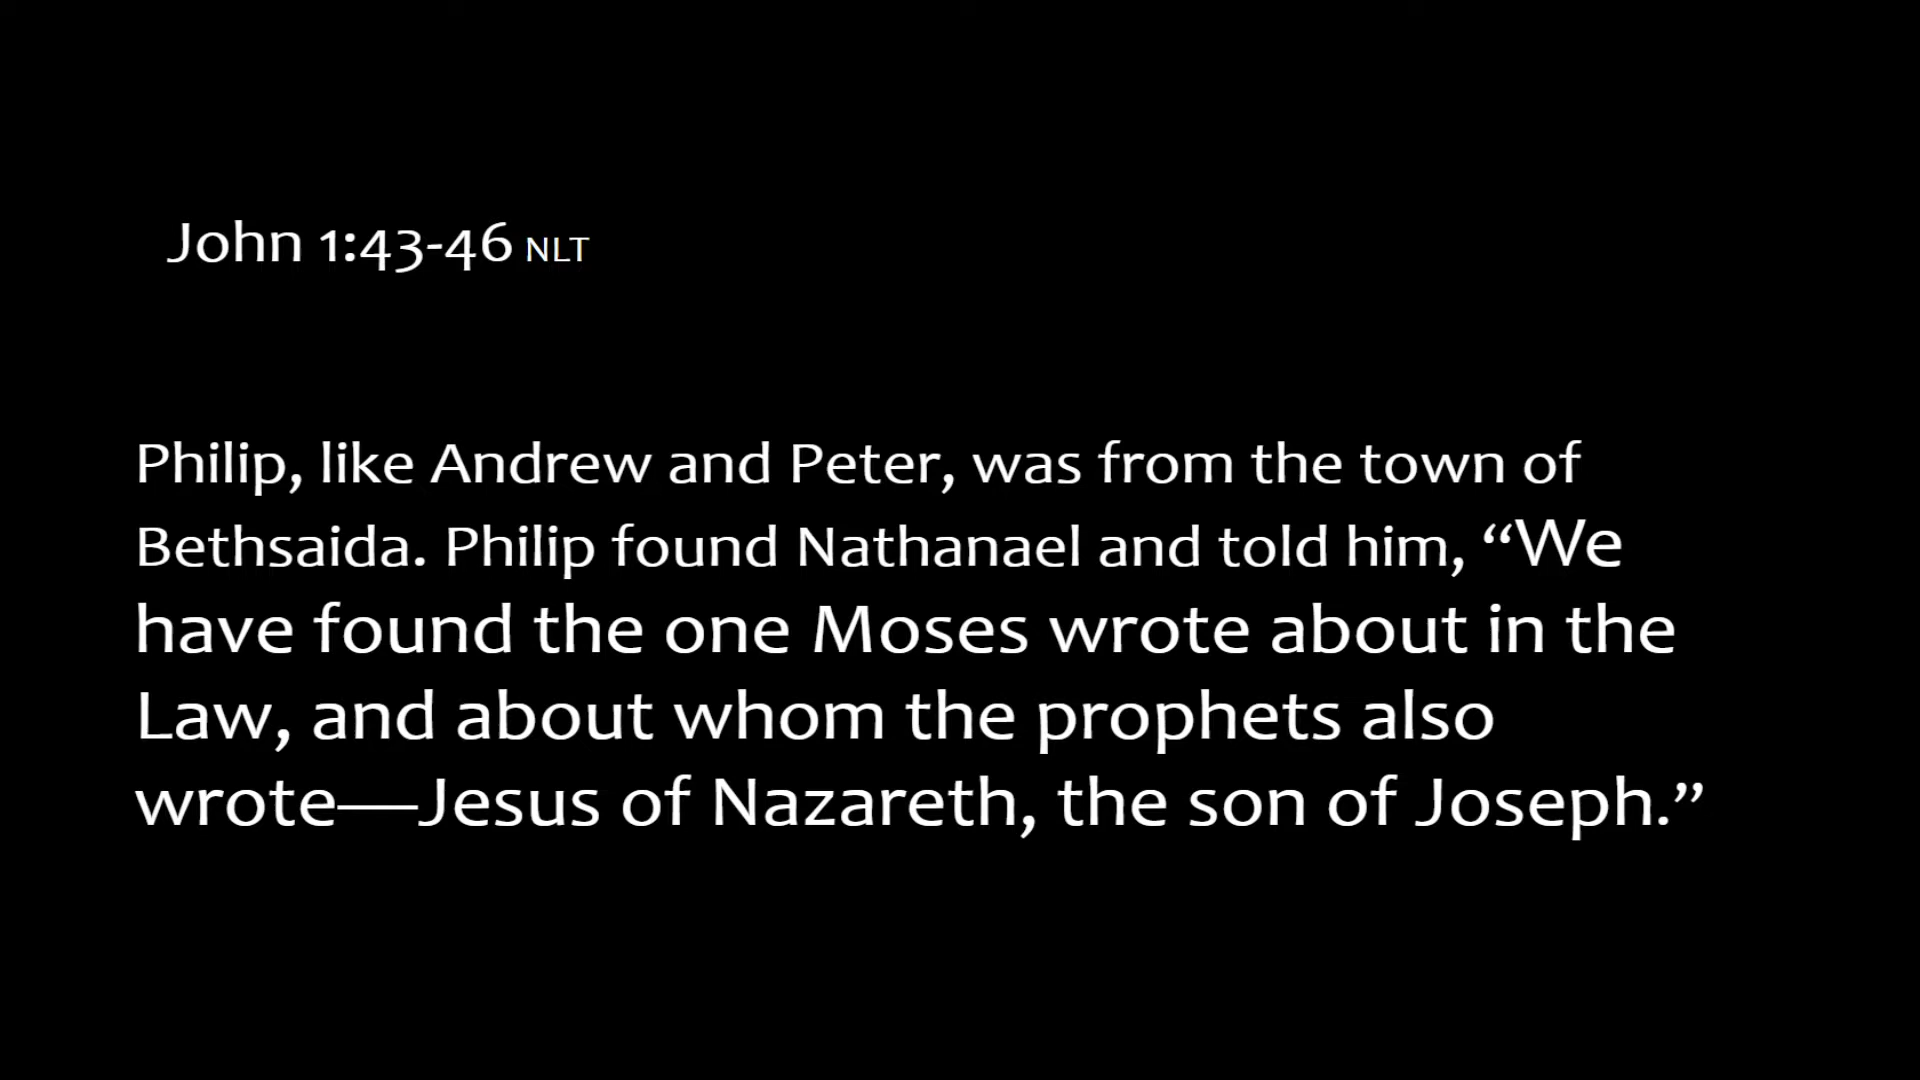 John 1:43-46 NLT
Philip, like Andrew and Peter, was from the town of
Bethsaida. Philip found Nathanael and told him, “We
have found the one Moses wrote about in the
Law, and about whom the prophets also
wrote—Jesus of Nazareth, the son of Joseph.”